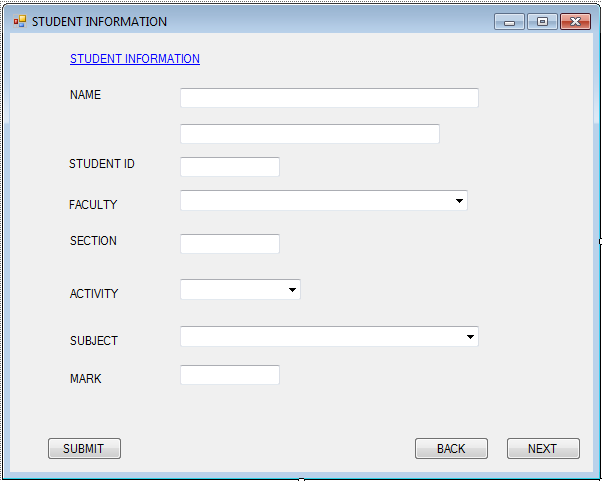 STUDENT INFORMATION
STUDENT INFORMATION
NAME
STUDENT ID
FACULTY
SECTION
ACTIVITY
SUBJECT
MARK
SUBMIT BACK NEXT